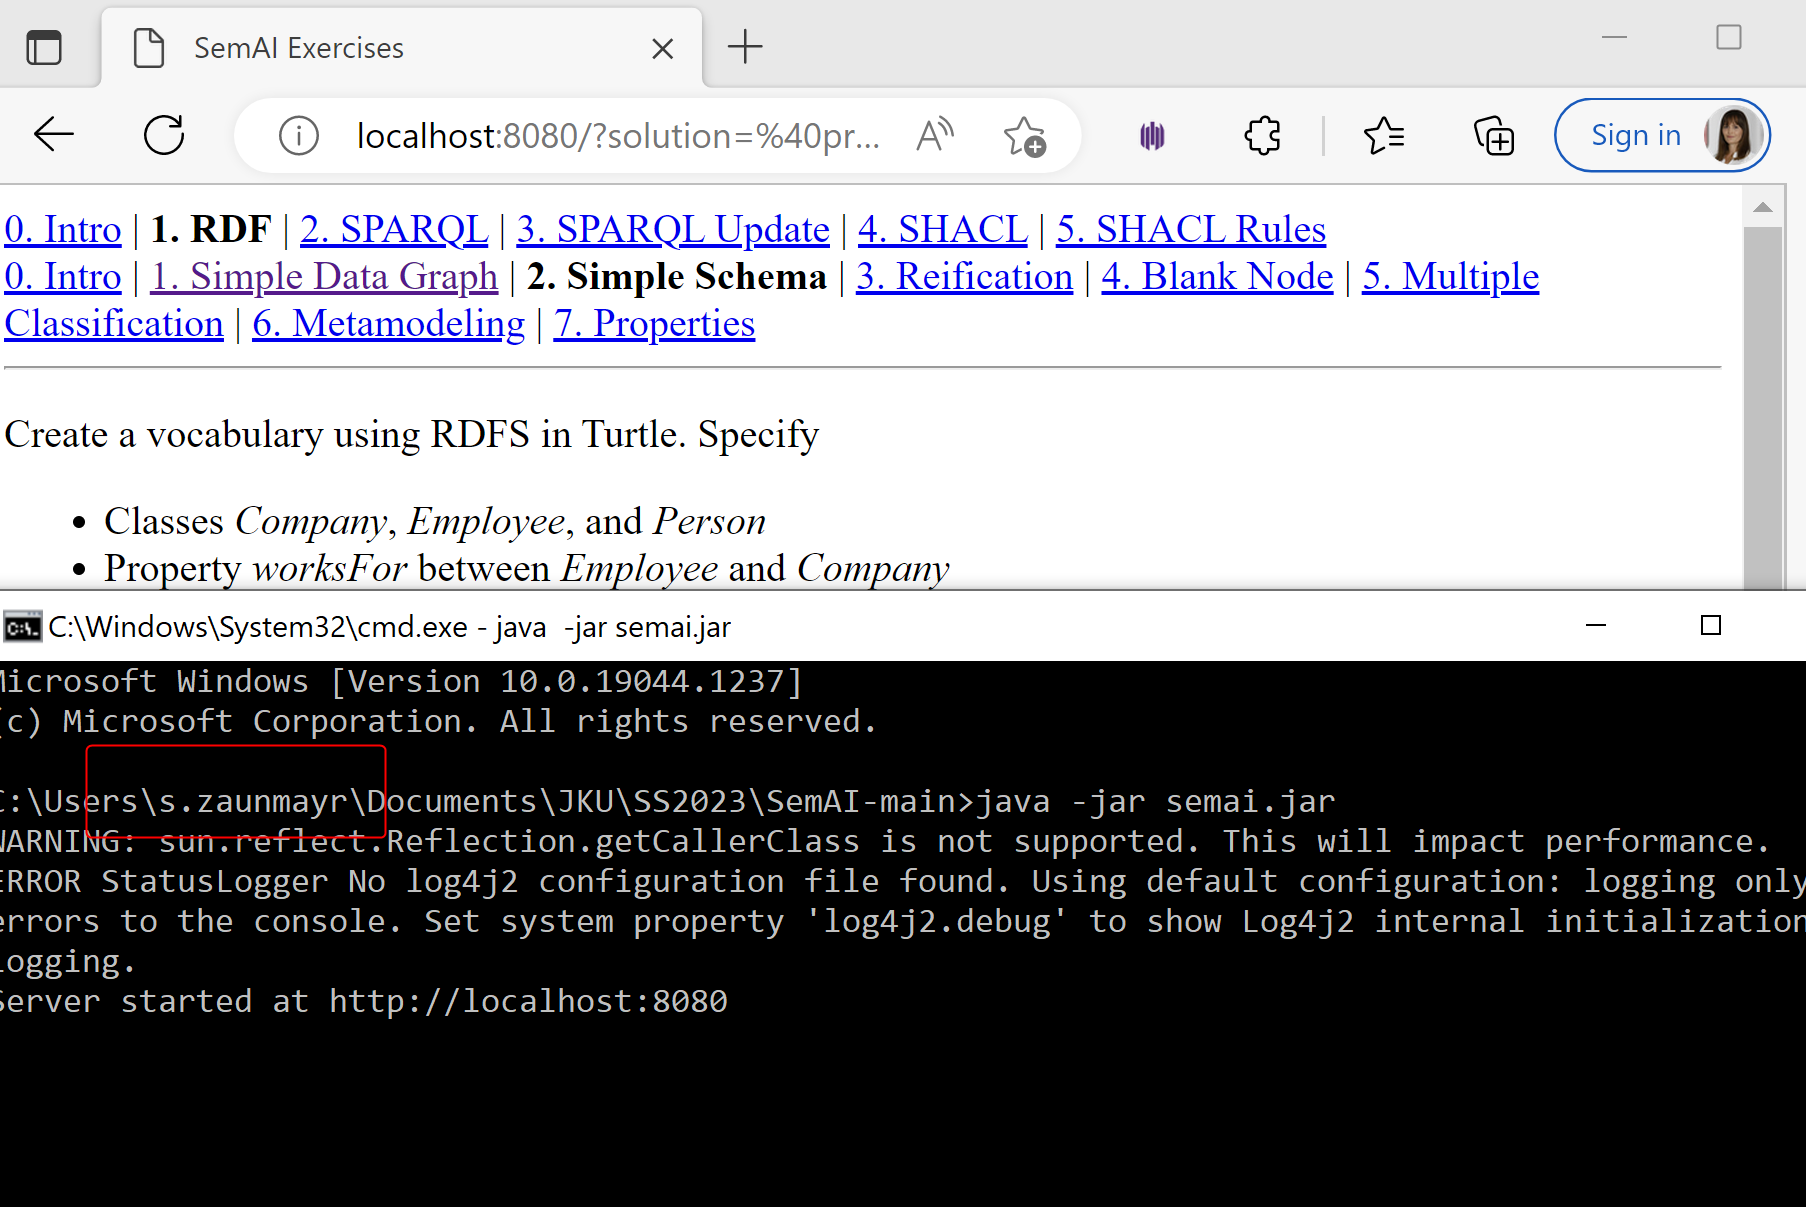 SemAI Exercises
localhost:8080/?solution=%40pr...
Sign in
0. Intro | 1. RDF | 2. SPARQL | 3. SPARQL Update | 4. SHACL | 5. SHACL Rules
0. Intro | 1. Simple Data Graph | 2. Simple Schema | 3. Reification | 4. Blank Node | 5. Multiple
Classification | 6. Metamodeling | 7. Properties
Create a vocabulary using RDFS in Turtle. Specify
• Classes Company, Employee, and Person
• Property worksFor between Employee and Company
C:\Windows\System32\cmd.exe - java  -jar semai.jar
Microsoft Windows [Version 10.0.19044.1237]
(c) Microsoft Corporation. All rights reserved.
C:\Users\s.zaunmayr\Documents\JKU\SS2023\SemAI-main>java -jar semai.jar
WARNING: sun.reflect.Reflection.getCallerClass is not supported. This will impact performance.
ERROR StatusLogger No log4j2 configuration file found. Using default configuration: logging only
errors to the console. Set system property 'log4j2.debug' to show Log4j2 internal initialization
logging.
Server started at http://localhost:8080